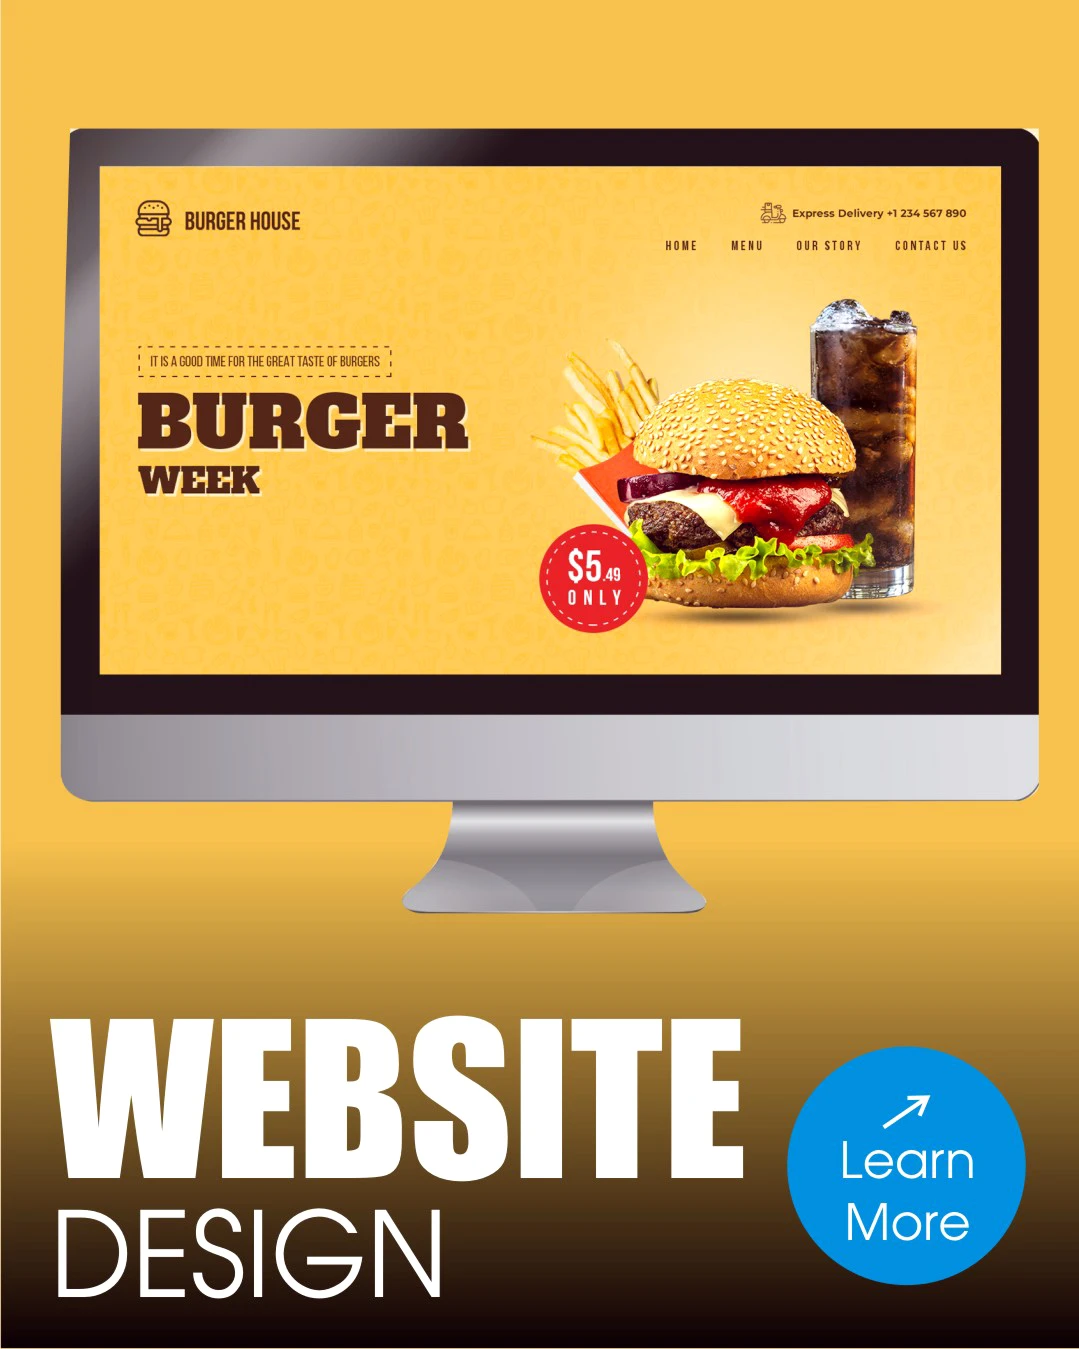 BURGER HOUSE
Express Delivery +1 234 567 890
HOME MENU OUR STORY CONTACT US
IT IS A GOOD TIME FOR THE GREAT TASTE OF BURGERS
BURGER
WEEK
$5.49
ONLY
WEBSITE
DESIGN
Learn
More